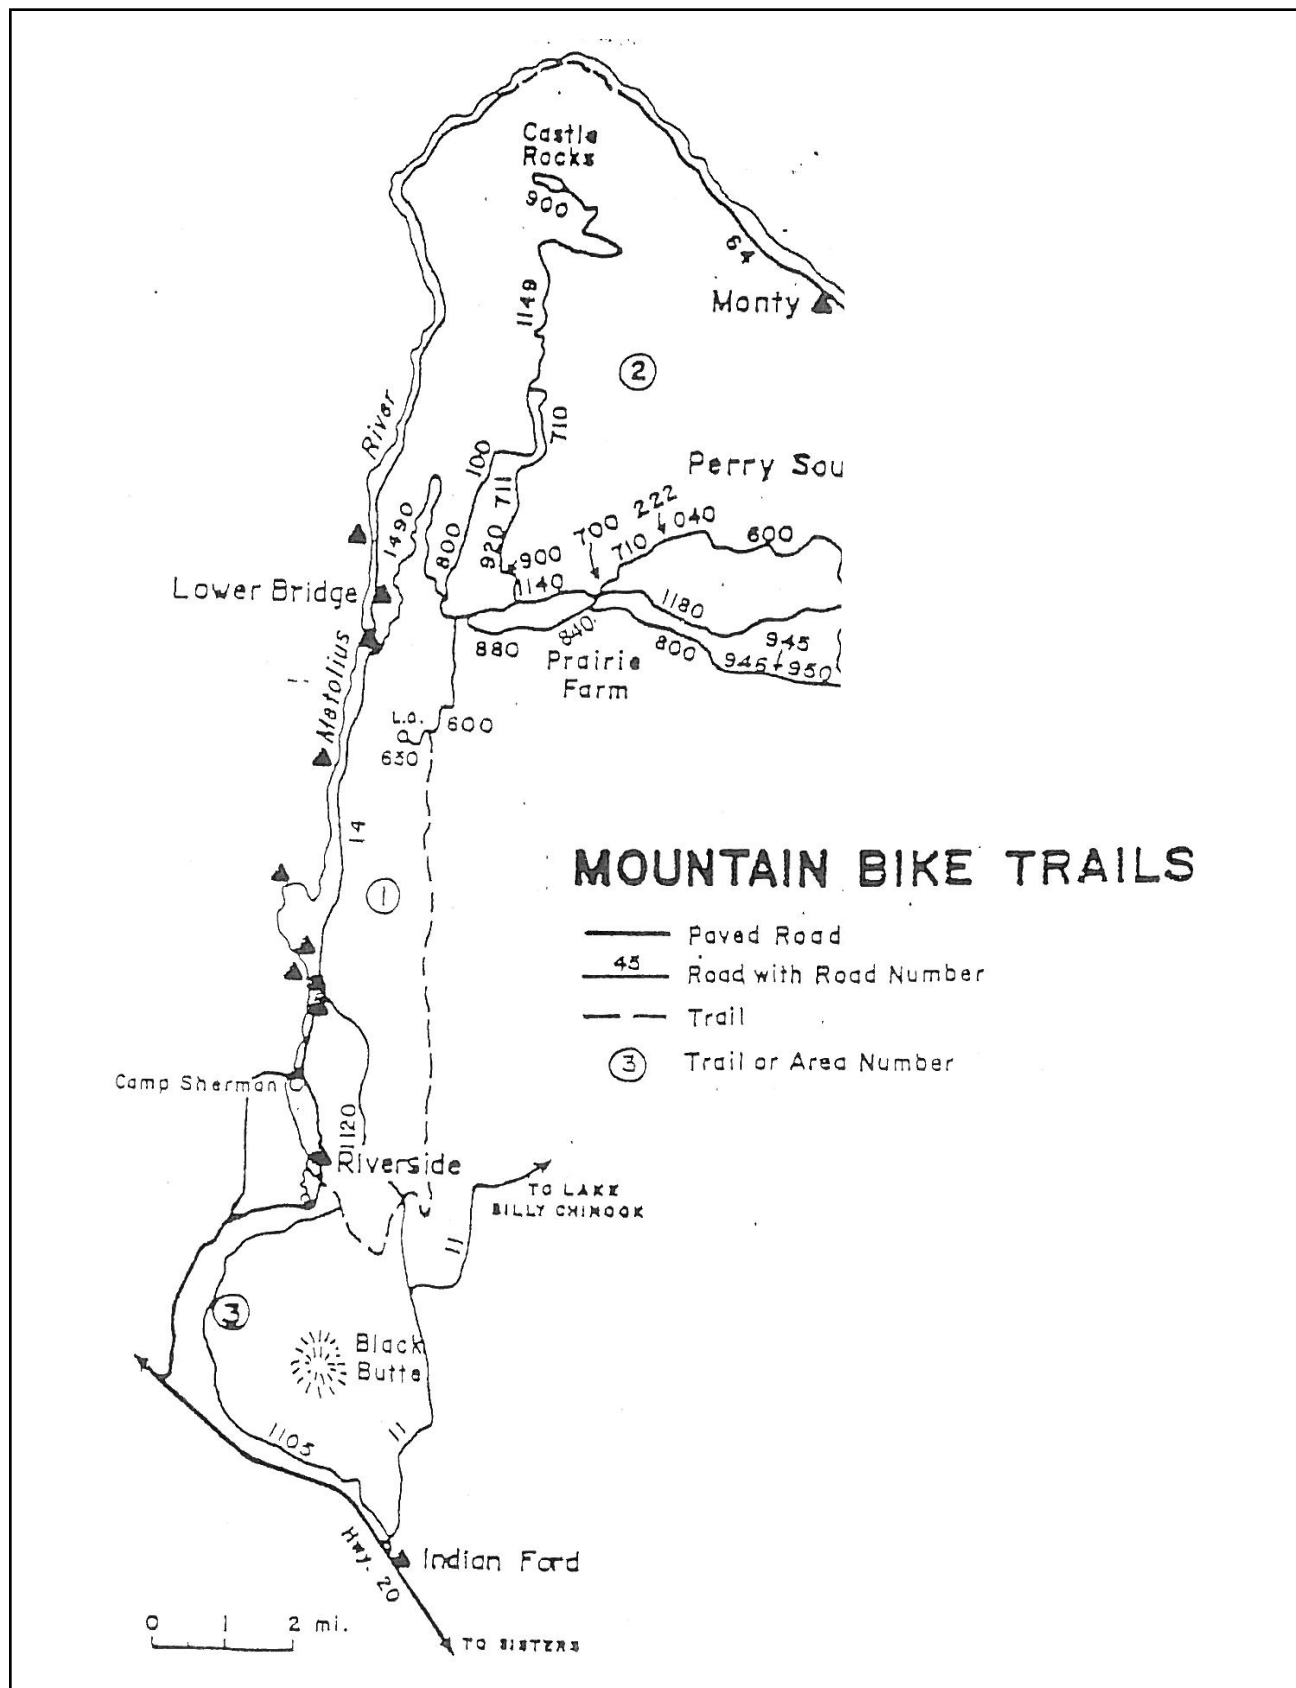 Castle
Rocks
900
64
1149
Monty
2
710
River
100
Perry Sou
711
222
1490
700
040
800
920
900
710
600
Lower Bridge
1140
1180
Matolius
880
840
800
945
Prairie
Farm
945+950
L.O.
600
630
14
1
MOUNTAIN BIKE TRAILS
Paved Road
45
Road with Road Number
Trail
3 Trail or Area Number
Camp Sherman
1120
Riverside
TO LAKE
BILLY CHINOOK
11
3
Black
Butte
11
1105
Hwy. 20
Indian Ford
0 1 2 mi.
TO SISTERS